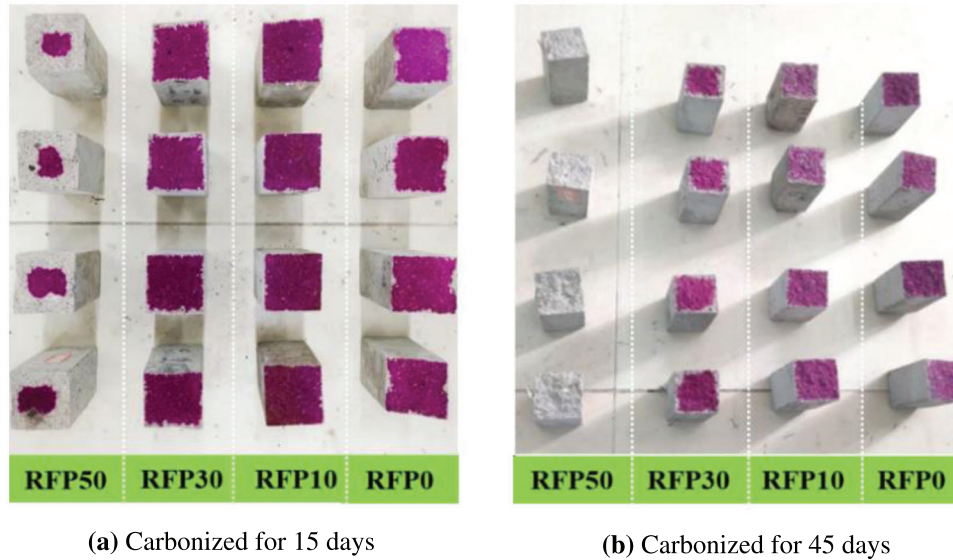 RFP50 RFP30 RFP10 RFP0
RFP50 RFP30 RFP10 RFP0
(a) Carbonized for 15 days
(b) Carbonized for 45 days